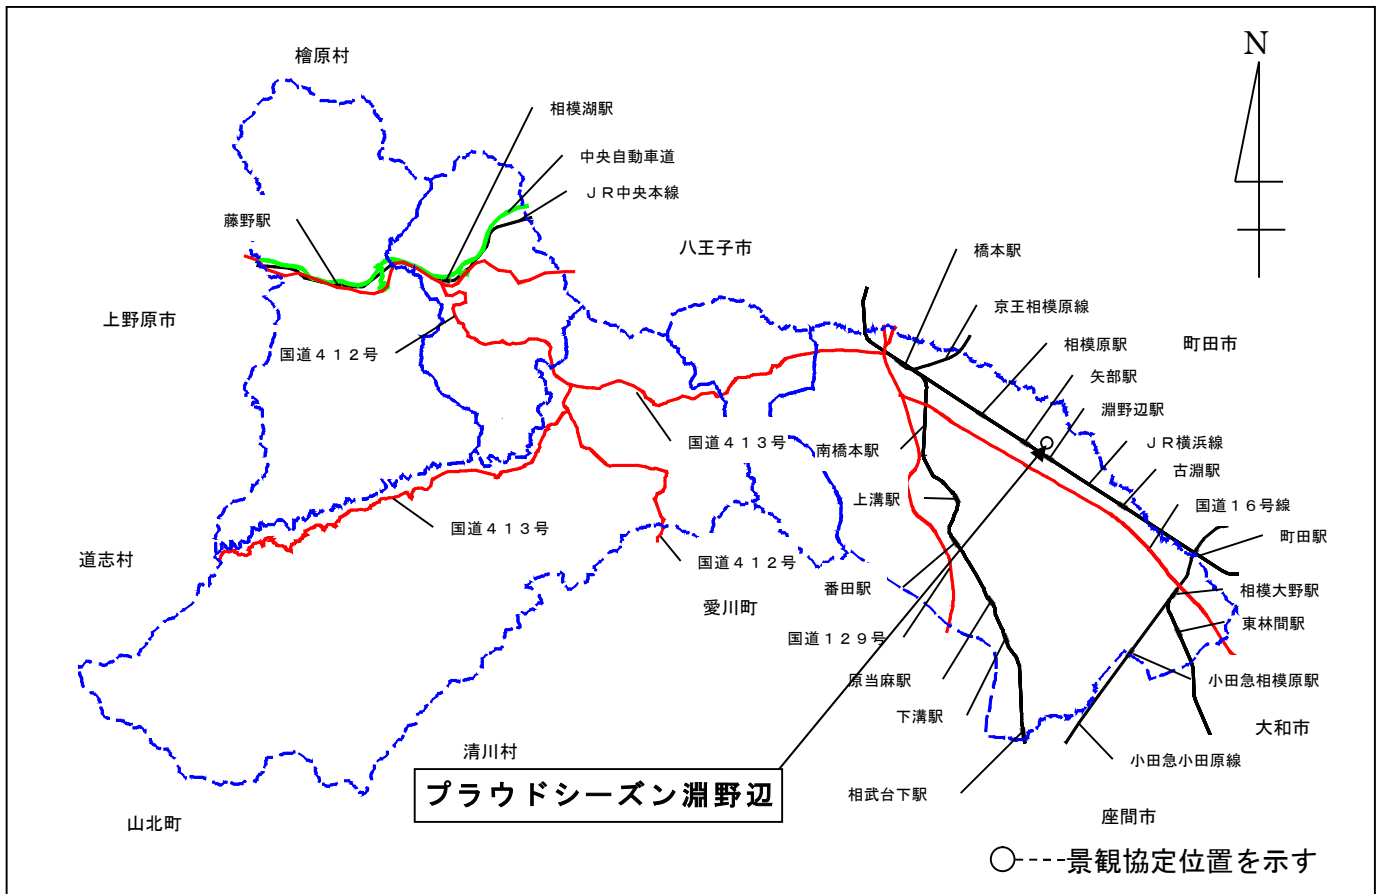 檜原村
N
相模湖駅
中央自動車道
ＪＲ中央本線
藤野駅
八王子市
橋本駅
京王相模原線
上野原市
相模原駅
町田市
国道４１２号
矢部駅
淵野辺駅
国道４１３号
南橋本駅
ＪＲ横浜線
古淵駅
上溝駅
国道１６号線
国道４１３号
町田駅
道志村
国道４１２号
番田駅
相模大野駅
愛川町
東林間駅
国道１２９号
原当麻駅
小田急相模原駅
下溝駅
大和市
清川村
小田急小田原線
プラウドシーズン淵野辺
相武台下駅
座間市
山北町
景観協定位置を示す